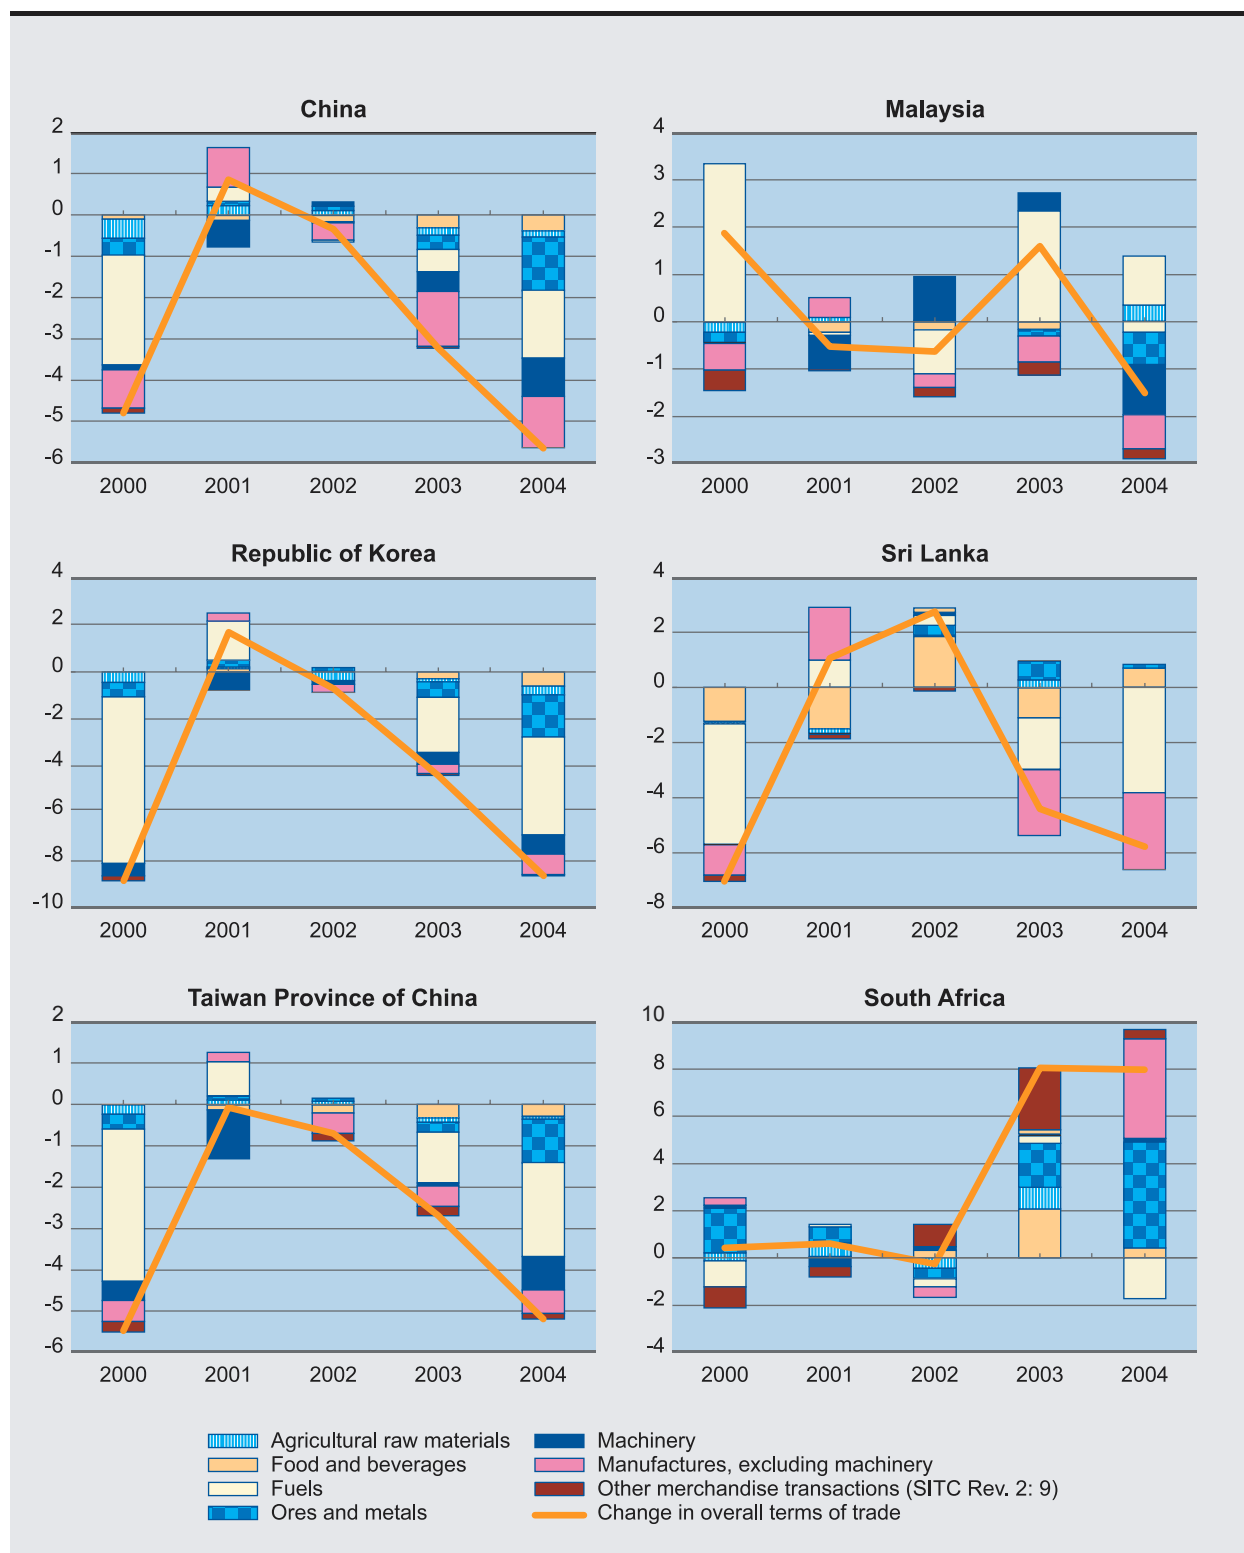 China
2
1
0
-1
-2
-3
-4
-5
-6
2000 2001 2002 2003 2004
Malaysia
4
3
2
1
0
-1
-2
-3
2000 2001 2002 2003 2004
Republic of Korea
4
2
0
-2
-4
-6
-8
-10
2000 2001 2002 2003 2004
Sri Lanka
4
2
0
-2
-4
-6
-8
2000 2001 2002 2003 2004
Taiwan Province of China
2
1
0
-1
-2
-3
-4
-5
-6
2000 2001 2002 2003 2004
South Africa
10
8
6
4
2
0
-2
-4
2000 2001 2002 2003 2004
Agricultural raw materials
Food and beverages
Fuels
Ores and metals
Machinery
Manufactures, excluding machinery
Other merchandise transactions (SITC Rev. 2: 9)
Change in overall terms of trade